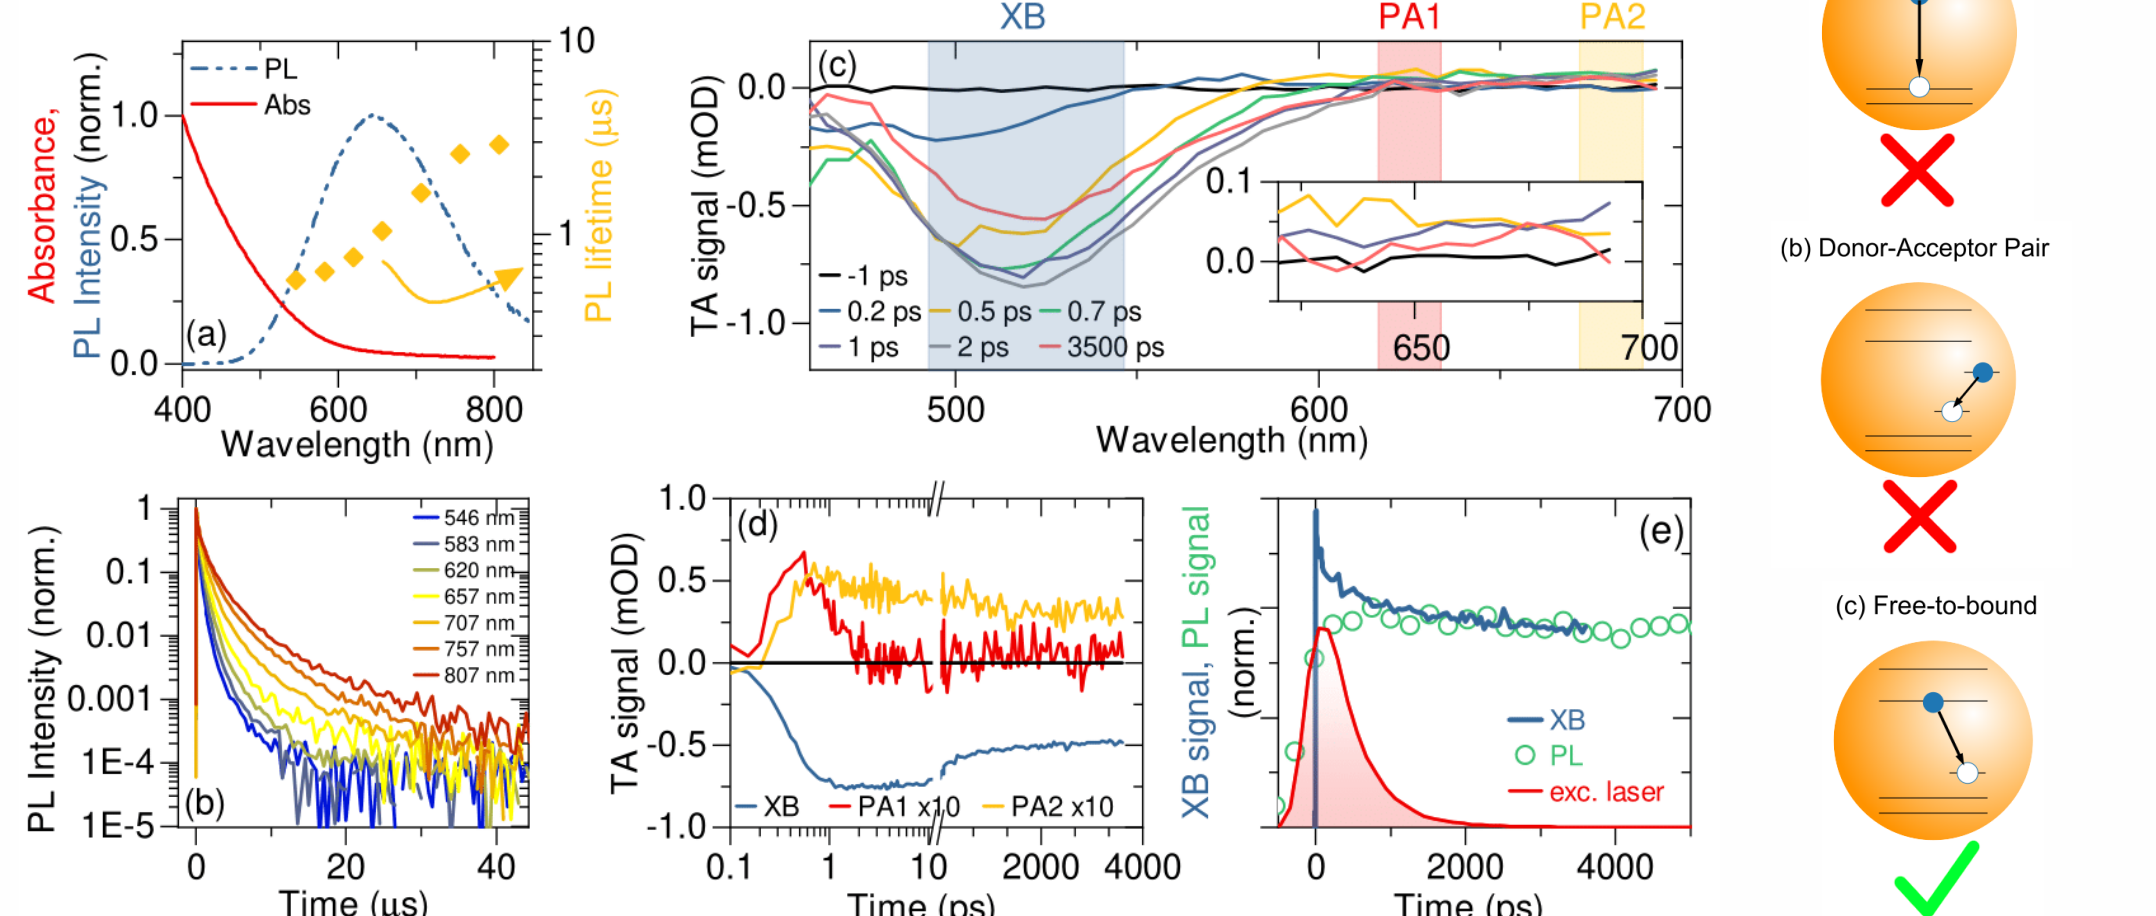 Absorbance,
PL Intensity (norm.)
1.0
0.5
0.0
PL
Abs
(a)
10
1
PL lifetime (μs)
400 600 800
Wavelength (nm)
XB PA1 PA2
TA signal (mOD)
0.0
-0.5
-1.0
(c)
-1 ps
0.2 ps 0.5 ps 0.7 ps
1 ps 2 ps 3500 ps
0.1
0.0
650 700
500 600 700
Wavelength (nm)
PL Intensity (norm.)
1
0.1
0.01
0.001
1E-4
1E-5
546 nm
583 nm
620 nm
657 nm
707 nm
757 nm
807 nm
(b)
0 20 40
Time (μs)
TA signal (mOD)
1.0
0.5
0.0
-0.5
-1.0
(d)
XB PA1 x10 PA2 x10
0.1 1 10 2000 4000
Time (ps)
XB signal, PL signal
(norm.)
(e)
XB
PL
exc. laser
0 2000 4000
Time (ps)
(b) Donor-Acceptor Pair
(c) Free-to-bound